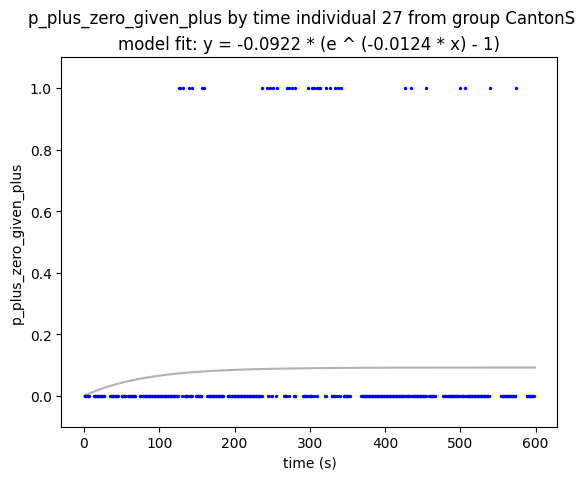 p_plus_zero_given_plus by time individual 27 from group CantonS
model fit: y = -0.0922 * (e ^ (-0.0124 * x) - 1)
1.0
0.8
0.6
0.4
0.2
0.0
p_plus_zero_given_plus
0 100 200 300 400 500 600
time (s)